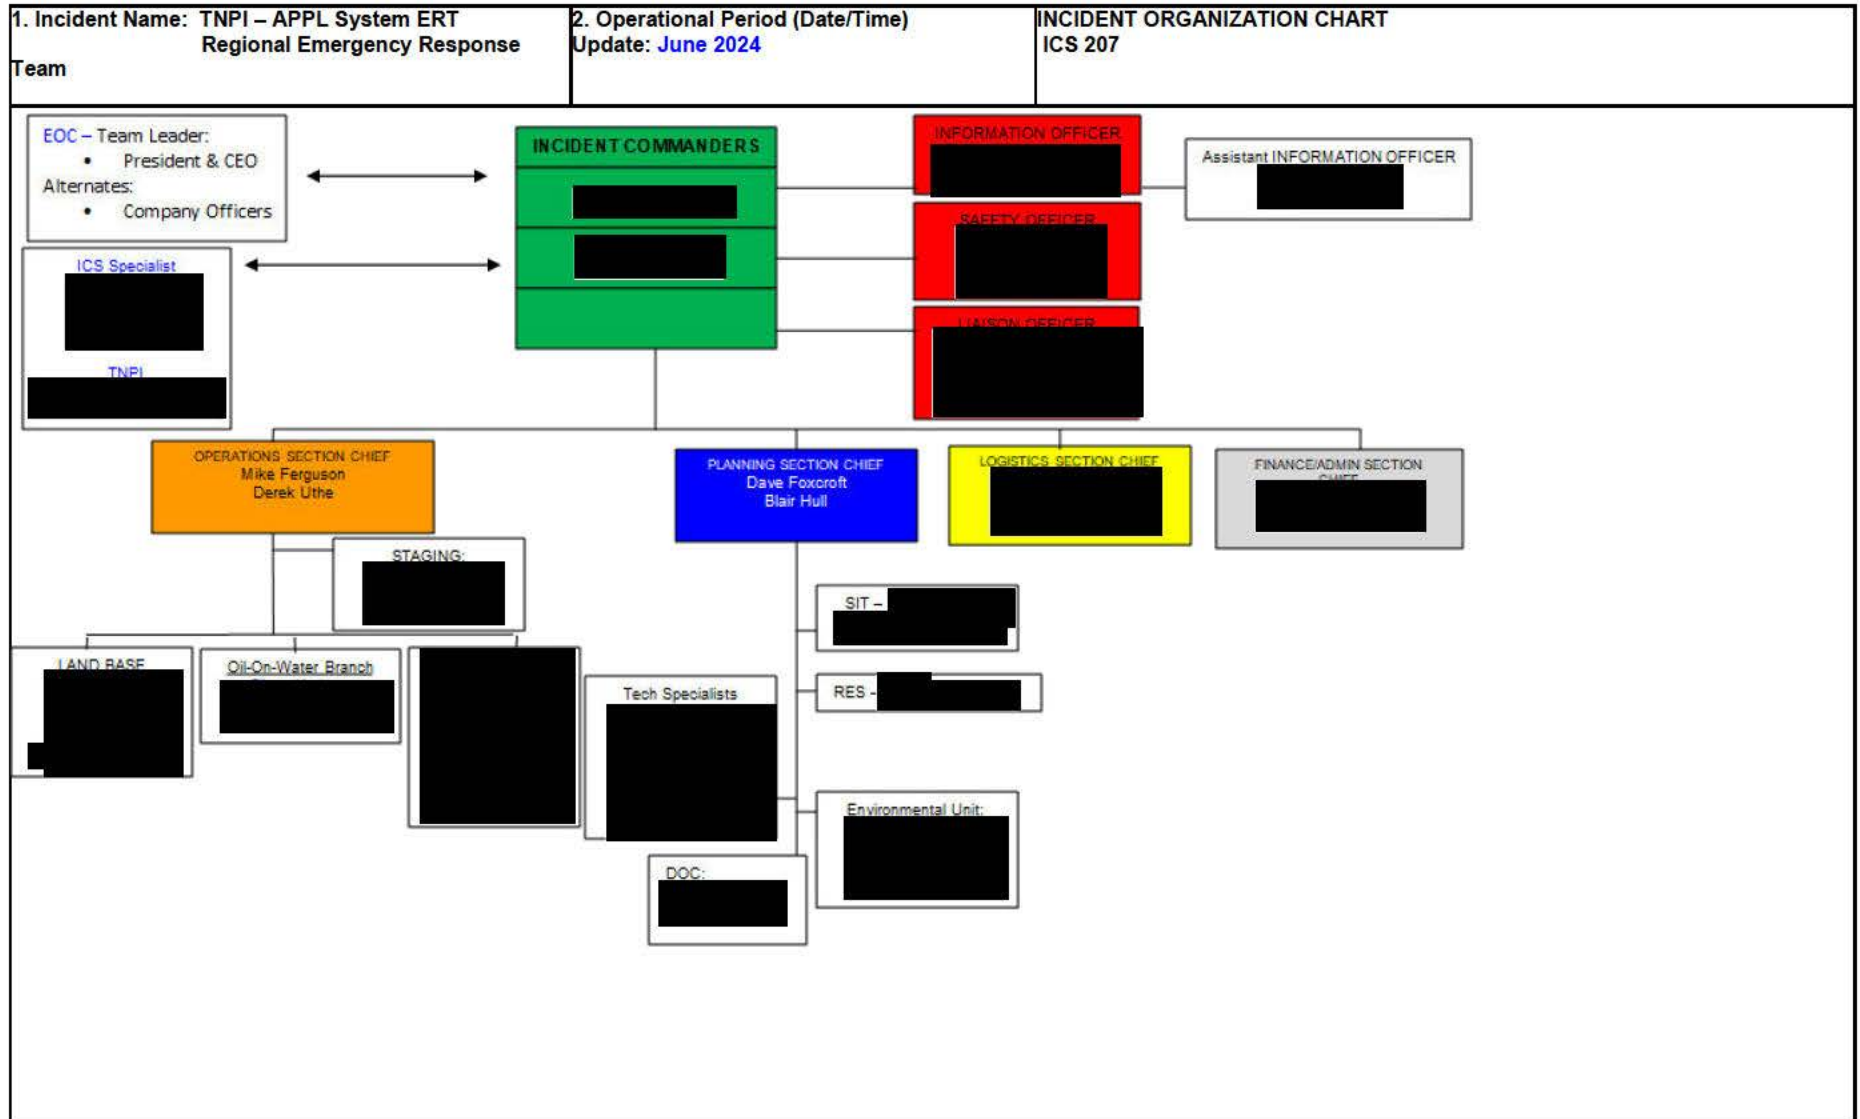 1. Incident Name: TNPI – APPL System ERT
Regional Emergency Response
Team
2. Operational Period (Date/Time)
Update: June 2024
INCIDENT ORGANIZATION CHART
ICS 207
EOC – Team Leader:
• President & CEO
Alternates:
• Company Officers
INCIDENT COMMANDERS
INFORMATION OFFICER
Assistant INFORMATION OFFICER
SAFETY OFFICER
LIAISON OFFICER
ICS Specialist
TNPI
OPERATIONS SECTION CHIEF
Mike Ferguson
Derek Uthe
PLANNING SECTION CHIEF
Dave Foxcroft
Blair Hull
LOGISTICS SECTION CHIEF
FINANCE/ADMIN SECTION
CHIEF
STAGING:
SIT –
RES -
LAND BASE
Oil-On-Water Branch
Tech Specialists
Environmental Unit:
DOC: